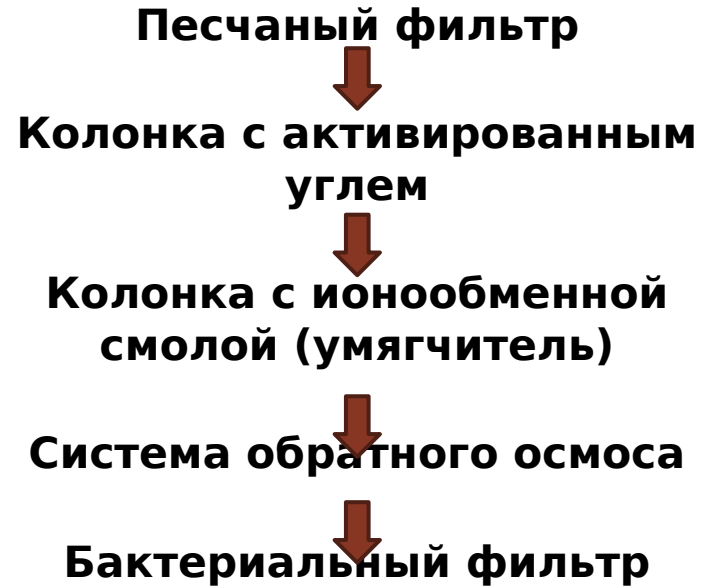 Песчаный фильтр
Колонка с активированным
углем
Колонка с ионообменной
смолой (умягчитель)
Система обратного осмоса
Бактериальный фильтр